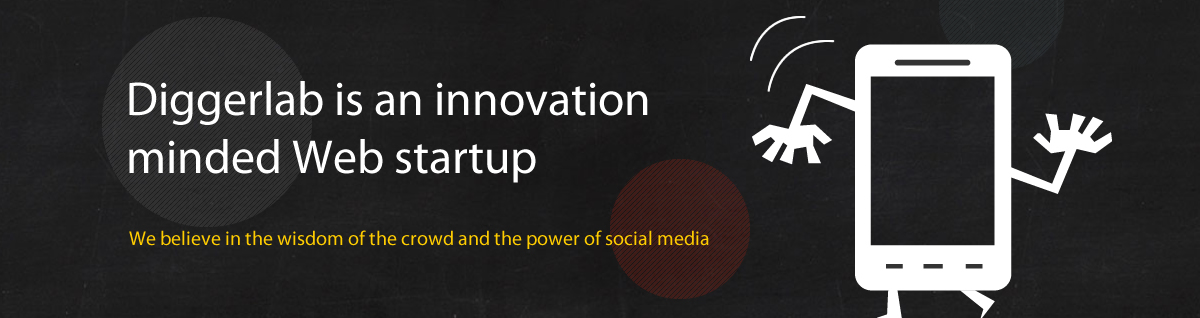 Diggerlab is an innovation
minded Web startup
We believe in the wisdom of the crowd and the power of social media